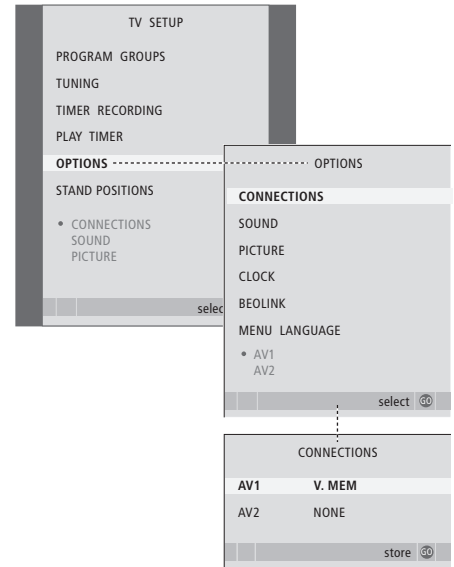 TV SETUP
PROGRAM GROUPS
TUNING
TIMER RECORDING
PLAY TIMER
OPTIONS
STAND POSITIONS
• CONNECTIONS
SOUND
PICTURE
selec
OPTIONS
CONNECTIONS
SOUND
PICTURE
CLOCK
BEOLINK
MENU LANGUAGE
• AV1
AV2
select GO
CONNECTIONS
AV1 V. MEM
AV2 NONE
store GO